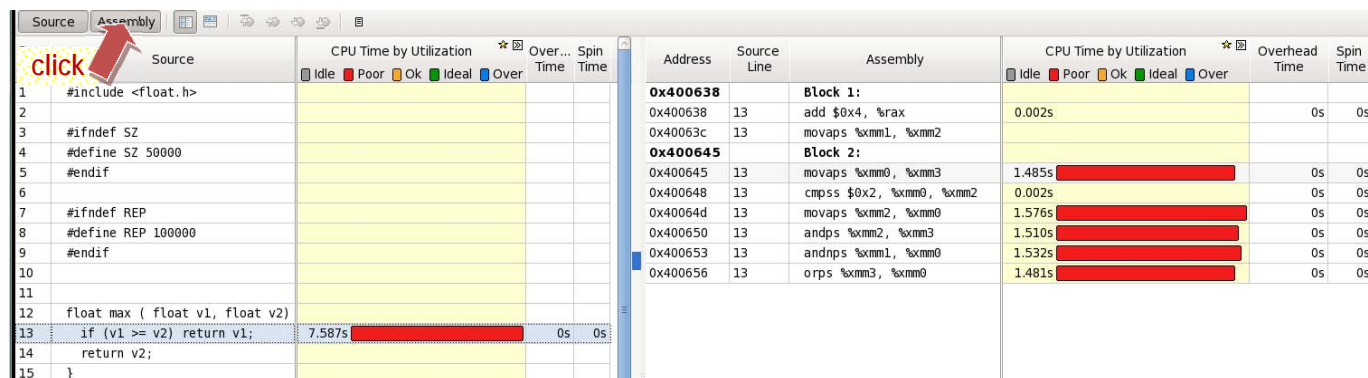 Source Assembly
click
Source
CPU Time by Utilization
Idle Poor Ok Ideal Over
Over... Time
Spin Time
1 #include <float.h>
2
3 #ifndef SZ
4 #define SZ 50000
5 #endif
6
7 #ifndef REP
8 #define REP 100000
9 #endif
10
11
12 float max ( float v1, float v2)
13 if (v1 >= v2) return v1; 7.587s 0s 0s
14 return v2;
15 }
Address
Source Line
Assembly
CPU Time by Utilization
Idle Poor Ok Ideal Over
Overhead Time
Spin Time
0x400638 Block 1:
0x400638 13 add $0x4, %rax 0.002s 0s 0s
0x40063c 13 movaps %xmm1, %xmm2
0x400645 Block 2:
0x400645 13 movaps %xmm0, %xmm3 1.485s 0s 0s
0x400648 13 cmpss $0x2, %xmm0, %xmm2 0.002s 0s 0s
0x40064d 13 movaps %xmm2, %xmm0 1.576s 0s 0s
0x400650 13 andps %xmm2, %xmm3 1.510s 0s 0s
0x400653 13 andnps %xmm1, %xmm0 1.532s 0s 0s
0x400656 13 orps %xmm3, %xmm0 1.481s 0s 0s